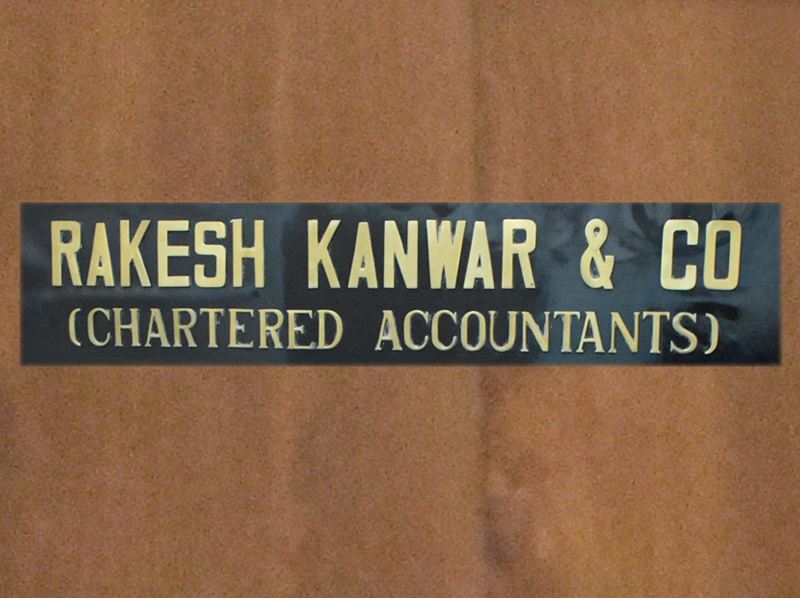 RAKESH KANWAR & CO
(CHARTERED ACCOUNTANTS)